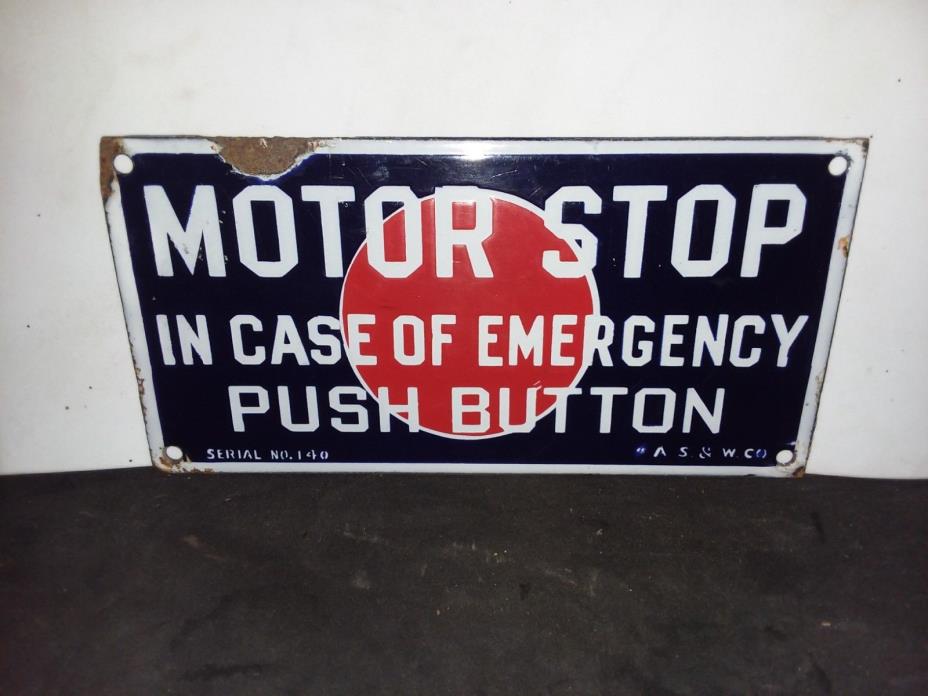 MOTOR STOP
IN CASE OF EMERGENCY
PUSH BUTTON
SERIAL NO. 140 A. S. & W. CO